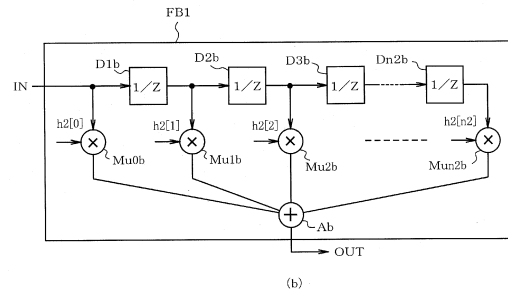 FB1
D1b D2b D3b Dn2b
IN 1/Z 1/Z 1/Z 1/Z
h2[0] h2[1] h2[2] h2[n2]
× × × ×
Mu0b Mu1b Mu2b Mun2b
+ Ab
OUT
(b)